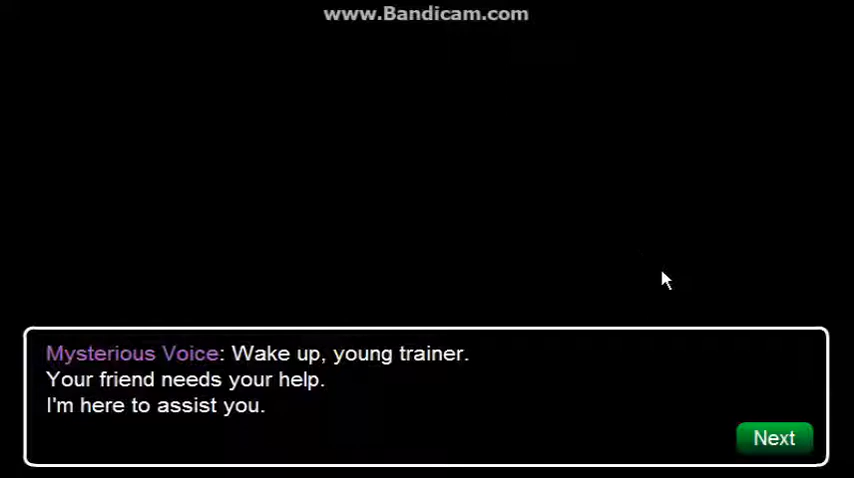 www.Bandicam.com
Mysterious Voice: Wake up, young trainer.
Your friend needs your help.
I'm here to assist you.
Next